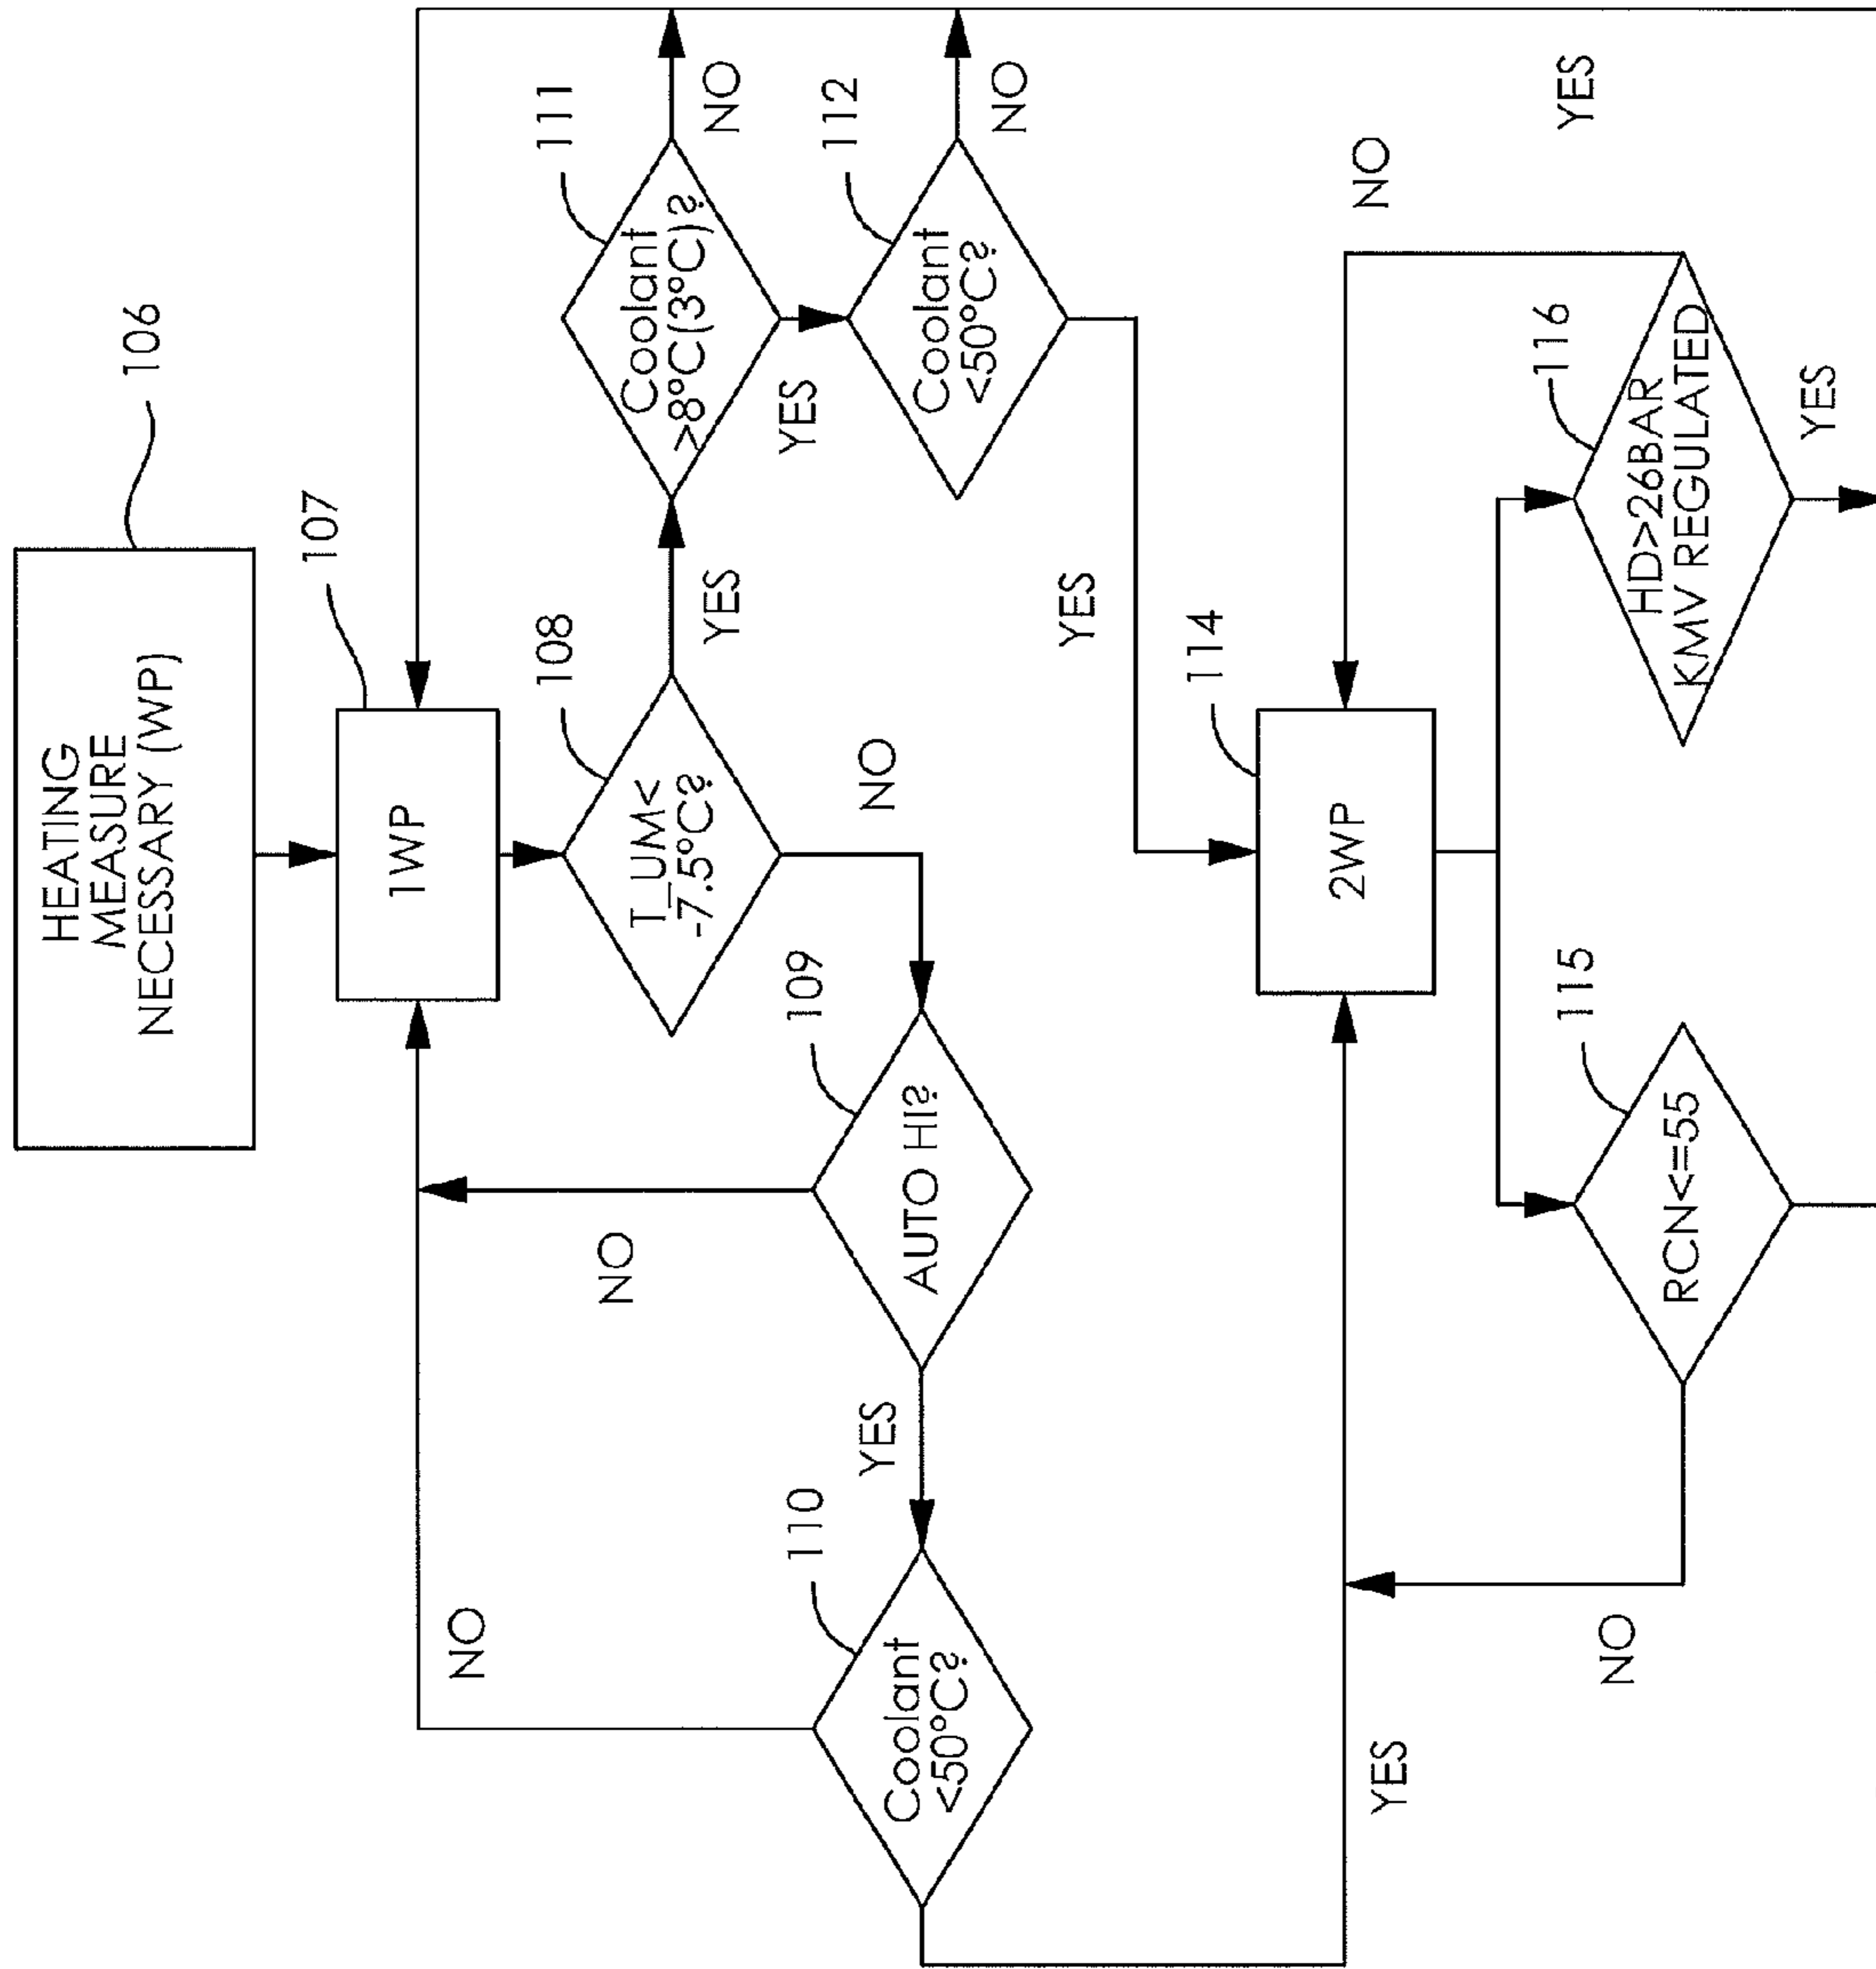 HEATING
MEASURE
NECESSARY (WP)
106
1WP
107
T_UM<
-7.5°C?
108
YES
NO
Coolant
>8°C(3°C)?
111
NO
YES
Coolant
<50°C?
112
NO
YES
AUTO HI?
109
NO
YES
Coolant
<50°C?
110
NO
YES
2WP
114
RCN<=55
115
NO
HD>26BAR
KMV REGULATED
116
NO
YES
YES